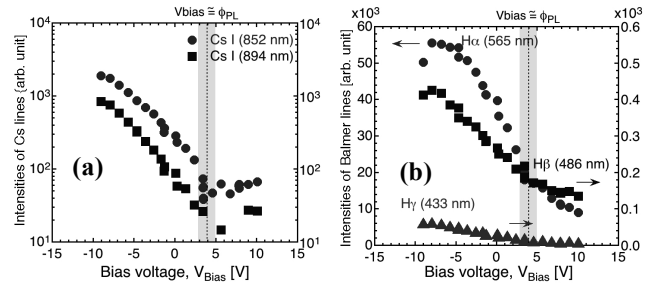 Vbias ≅ ϕPL
10⁴
10³
10²
10¹
10⁴
10³
10²
10¹
Intensities of Cs lines [arb. unit]
Cs I (852 nm)
Cs I (894 nm)
(a)
-15 -10 -5 0 5 10 15
Bias voltage, VBias [V]
Vbias ≅ ϕPL
60 ×10³
50
40
30
20
10
0
0.6 ×10³
0.5
0.4
0.3
0.2
0.1
0.0
Intensities of Balmer lines [arb. unit]
Hα (565 nm)
Hβ (486 nm)
(b)
Hγ (433 nm)
-15 -10 -5 0 5 10 15
Bias voltage, VBias [V]